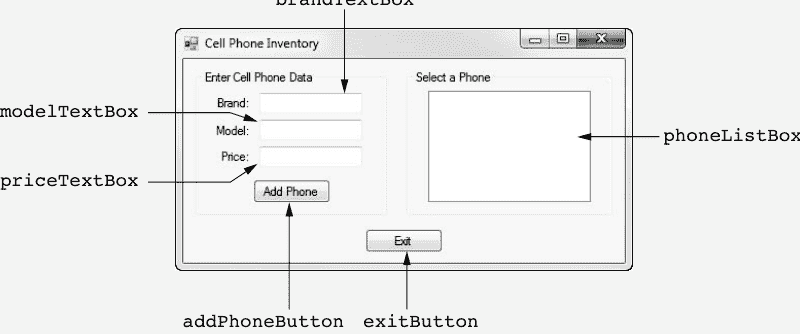 brandTextBox
Cell Phone Inventory
Enter Cell Phone Data
Select a Phone
Brand:
modelTextBox
Model:
phoneListBox
Price:
priceTextBox
Add Phone
Exit
addPhoneButton
exitButton